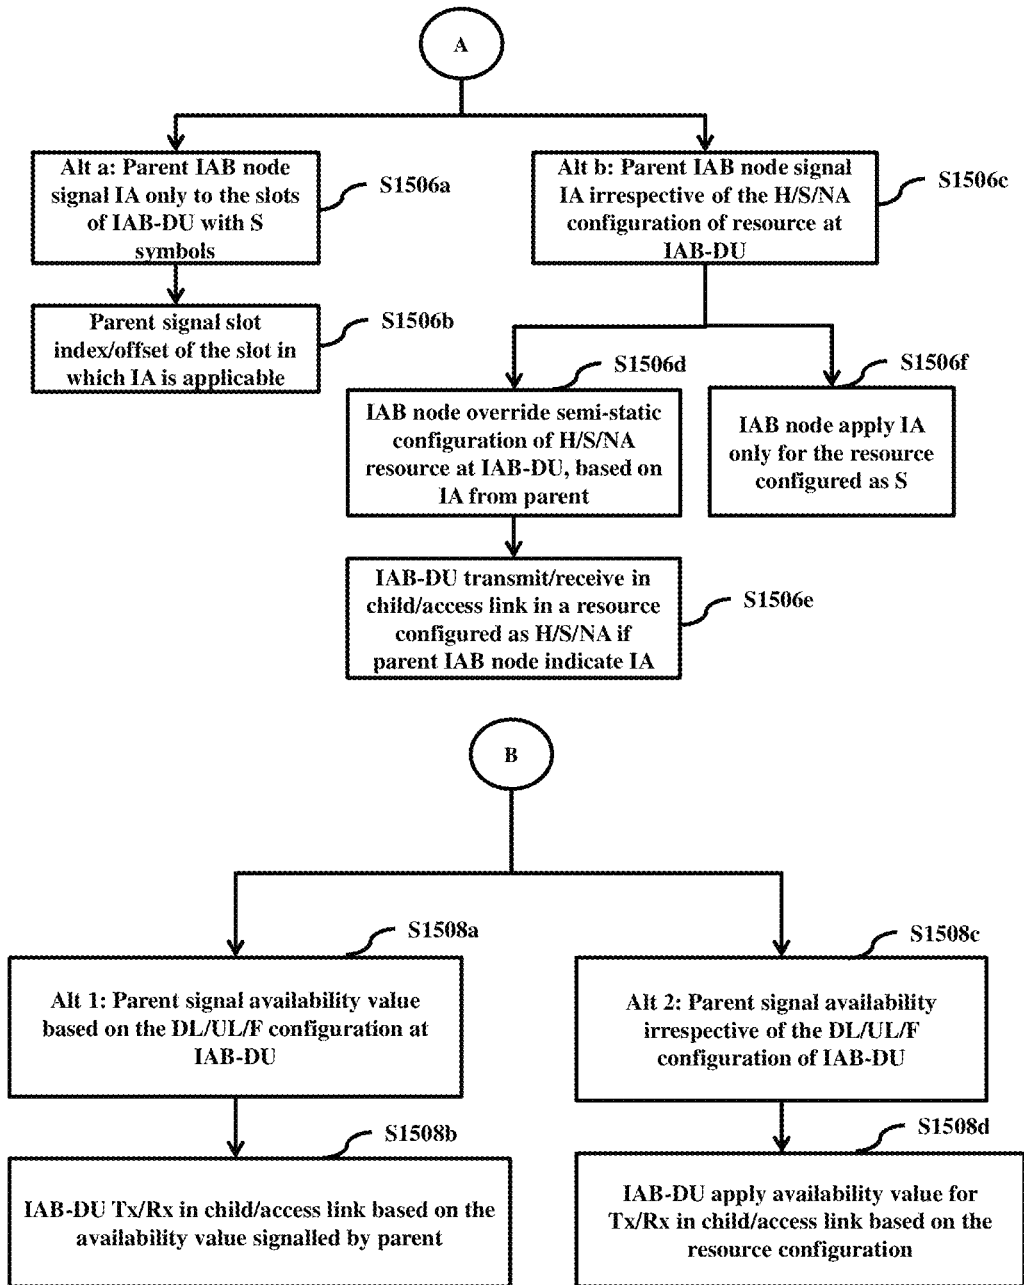 A
Alt a: Parent IAB node
signal IA only to the slots
of IAB-DU with S
symbols
S1506a
Alt b: Parent IAB node signal
IA irrespective of the H/S/NA
configuration of resource at
IAB-DU
S1506c
Parent signal slot
index/offset of the slot in
which IA is applicable
S1506b
S1506d
IAB node override semi-static
configuration of H/S/NA
resource at IAB-DU, based on
IA from parent
S1506f
IAB node apply IA
only for the resource
configured as S
IAB-DU transmit/receive in
child/access link in a resource
configured as H/S/NA if
parent IAB node indicate IA
S1506e
B
S1508a
Alt 1: Parent signal availability value
based on the DL/UL/F configuration at
IAB-DU
S1508c
Alt 2: Parent signal availability
irrespective of the DL/UL/F
configuration of IAB-DU
S1508b
IAB-DU Tx/Rx in child/access link based on the
availability value signalled by parent
S1508d
IAB-DU apply availability value for
Tx/Rx in child/access link based on the
resource configuration